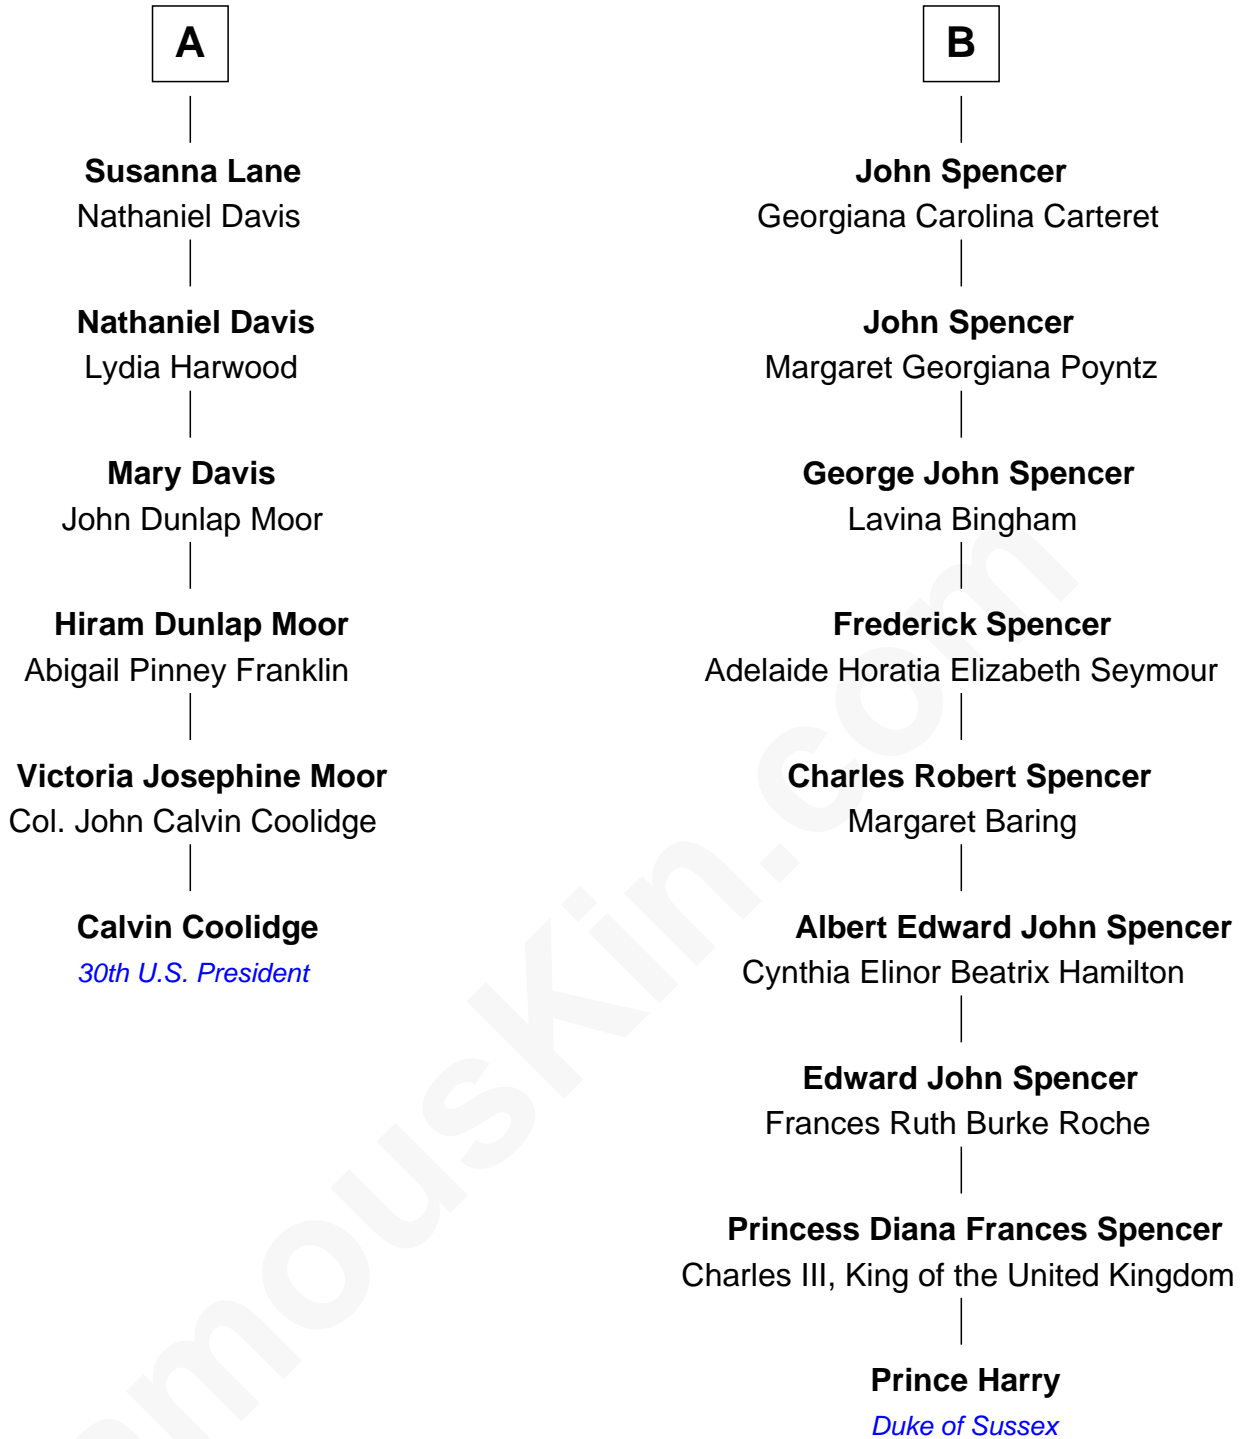 A
Susanna Lane
Nathaniel Davis
Nathaniel Davis
Lydia Harwood
Mary Davis
John Dunlap Moor
Hiram Dunlap Moor
Abigail Pinney Franklin
Victoria Josephine Moor
Col. John Calvin Coolidge
Calvin Coolidge
30th U.S. President
B
John Spencer
Georgiana Carolina Carteret
John Spencer
Margaret Georgiana Poyntz
George John Spencer
Lavina Bingham
Frederick Spencer
Adelaide Horatia Elizabeth Seymour
Charles Robert Spencer
Margaret Baring
Albert Edward John Spencer
Cynthia Elinor Beatrix Hamilton
Edward John Spencer
Frances Ruth Burke Roche
Princess Diana Frances Spencer
Charles III, King of the United Kingdom
Prince Harry
Duke of Sussex
amouskin.com